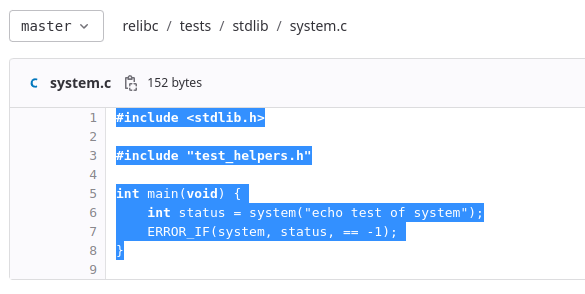 master relibc / tests / stdlib / system.c
C system.c 152 bytes
1 #include <stdlib.h>
2
3 #include "test_helpers.h"
4
5 int main(void) {
6     int status = system("echo test of system");
7     ERROR_IF(system, status, == -1);
8 }
9